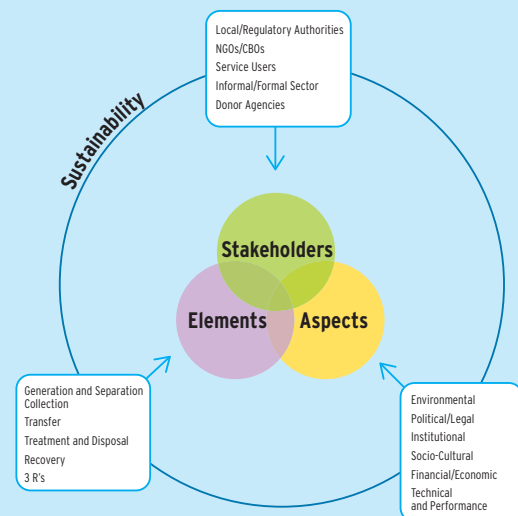 Local/Regulatory Authorities
NGOs/CBOs
Service Users
Informal/Formal Sector
Donor Agencies
Sustainability
Stakeholders
Elements
Aspects
Generation and Separation
Collection
Transfer
Treatment and Disposal
Recovery
3 R's
Environmental
Political/Legal
Institutional
Socio-Cultural
Financial/Economic
Technical
and Performance